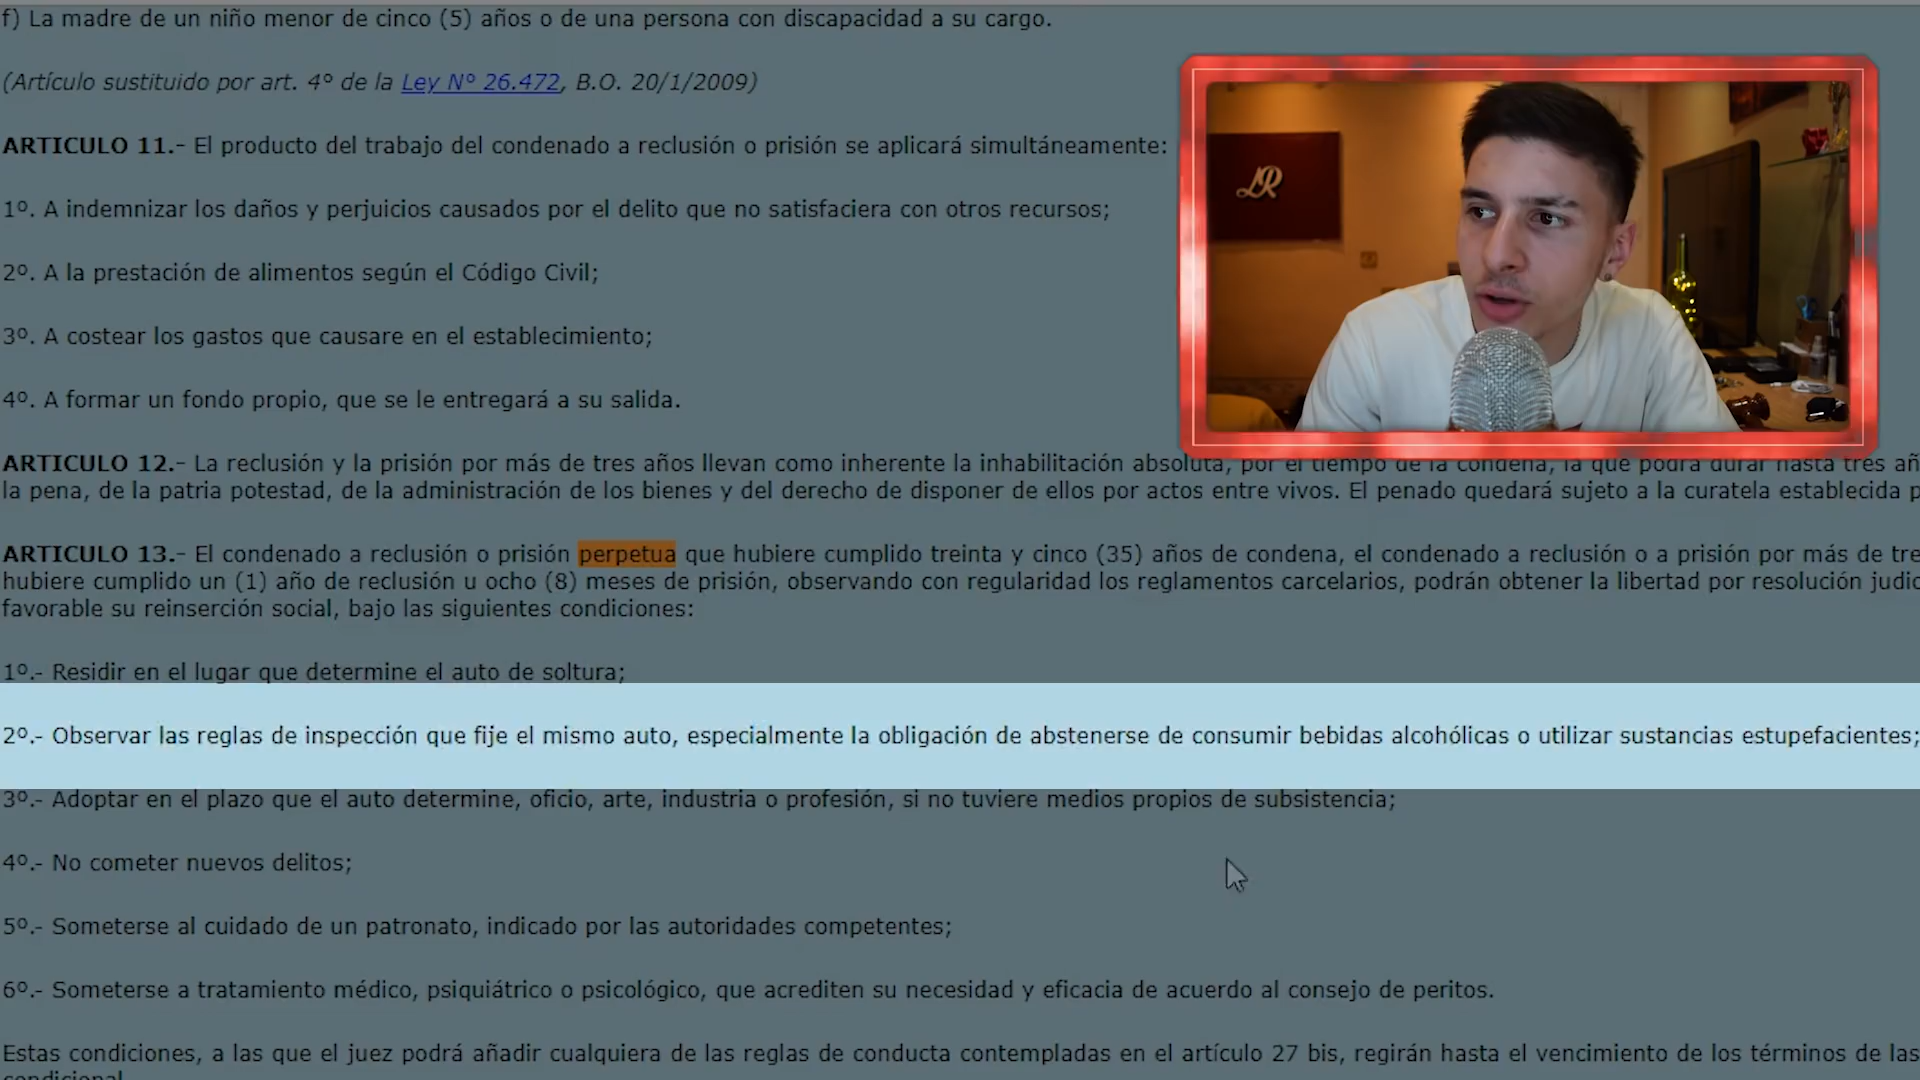 f) La madre de un niño menor de cinco (5) años o de una persona con discapacidad a su cargo.
(Artículo sustituido por art. 4° de la Ley N° 26.472, B.O. 20/1/2009)
LR
ARTICULO 11.- El producto del trabajo del condenado a reclusión o prisión se aplicará simultáneamente:
1º. A indemnizar los daños y perjuicios causados por el delito que no satisfaciera con otros recursos;
2º. A la prestación de alimentos según el Código Civil;
3º. A costear los gastos que causare en el establecimiento;
4º. A formar un fondo propio, que se le entregará a su salida.
ARTICULO 12.- La reclusión y la prisión por más de tres años llevan como inherente la inhabilitación absoluta, por el tiempo de la condena, la que podrá durar hasta tres añ
la pena, de la patria potestad, de la administración de los bienes y del derecho de disponer de ellos por actos entre vivos. El penado quedará sujeto a la curatela establecida p
ARTICULO 13.- El condenado a reclusión o prisión perpetua que hubiere cumplido treinta y cinco (35) años de condena, el condenado a reclusión o a prisión por más de tre
hubiere cumplido un (1) año de reclusión u ocho (8) meses de prisión, observando con regularidad los reglamentos carcelarios, podrán obtener la libertad por resolución judic
favorable su reinserción social, bajo las siguientes condiciones:
1º.- Residir en el lugar que determine el auto de soltura;
2º.- Observar las reglas de inspección que fije el mismo auto, especialmente la obligación de abstenerse de consumir bebidas alcohólicas o utilizar sustancias estupefacientes;
3º.- Adoptar en el plazo que el auto determine, oficio, arte, industria o profesión, si no tuviere medios propios de subsistencia;
4º.- No cometer nuevos delitos;
5º.- Someterse al cuidado de un patronato, indicado por las autoridades competentes;
6º.- Someterse a tratamiento médico, psiquiátrico o psicológico, que acrediten su necesidad y eficacia de acuerdo al consejo de peritos.
Estas condiciones, a las que el juez podrá añadir cualquiera de las reglas de conducta contempladas en el artículo 27 bis, regirán hasta el vencimiento de los términos de las
condicional